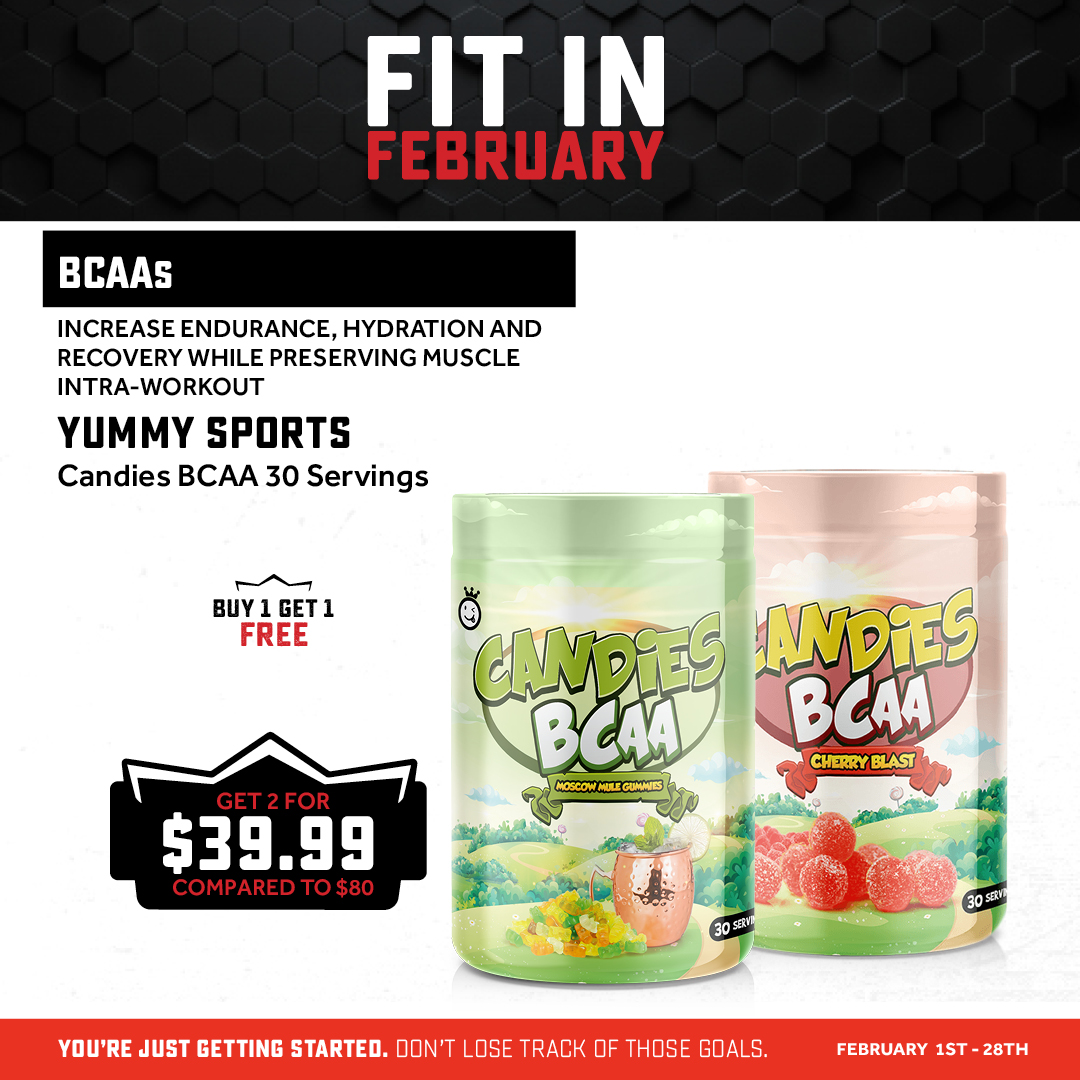 FIT IN
FEBRUARY
BCAAs
INCREASE ENDURANCE, HYDRATION AND
RECOVERY WHILE PRESERVING MUSCLE
INTRA-WORKOUT
YUMMY SPORTS
Candies BCAA 30 Servings
BUY 1 GET 1
FREE
GET 2 FOR
$39.99
COMPARED TO $80
CANDIES
BCAA
MOSCOW MULE GUMMIES
30 SERVIN
ANDIES
BCAA
CHERRY BLAST
30 SERVIN
YOU'RE JUST GETTING STARTED. DON'T LOSE TRACK OF THOSE GOALS.
FEBRUARY 1ST - 28TH